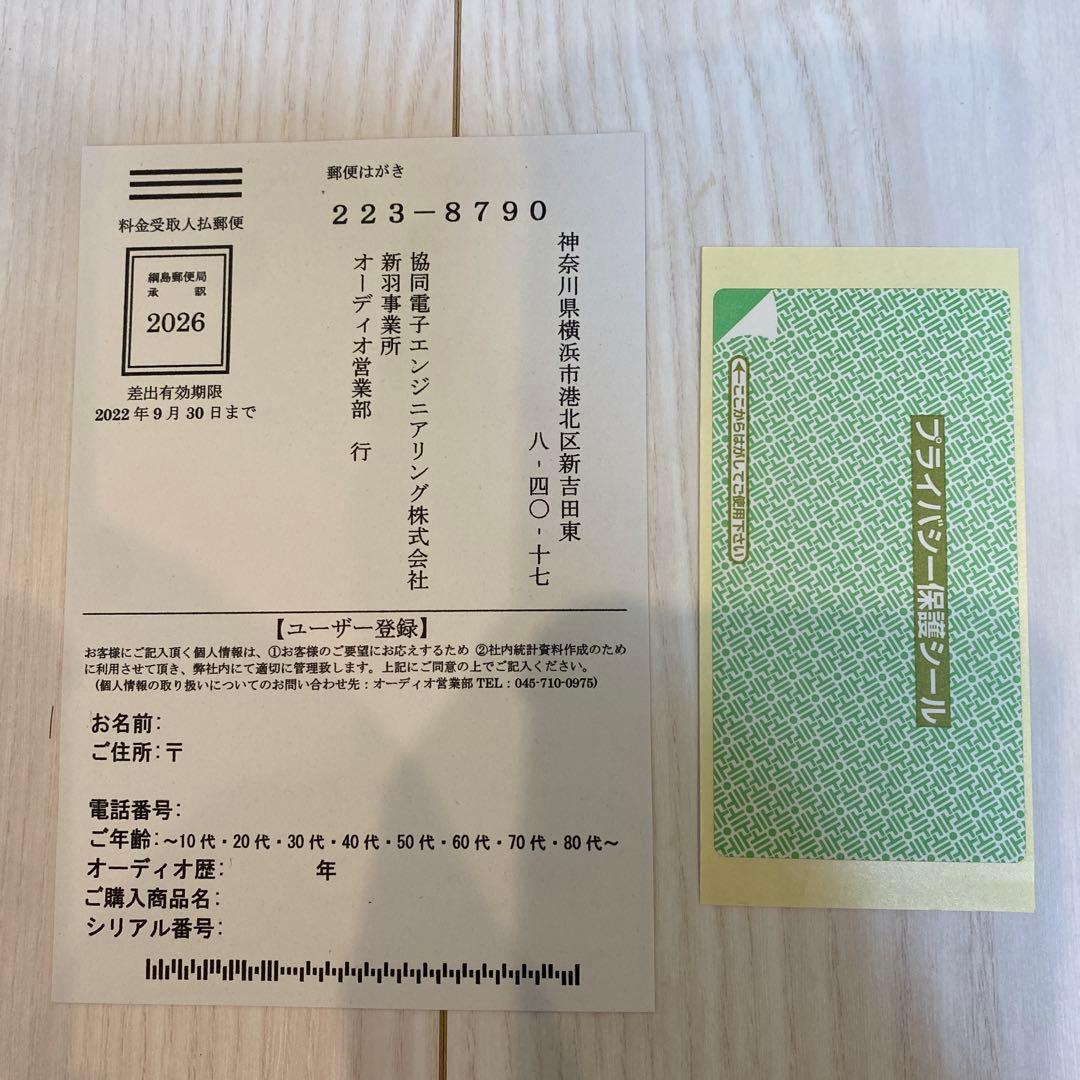 郵便はがき
223－8790
料金受取人払郵便
綱島郵便局
承認
2026
差出有効期限
2022年9月30日まで
神奈川県横浜市港北区新吉田東
八-四〇-十七
協同電子エンジニアリング株式会社
新羽事業所
オーディオ営業部 行
【ユーザー登録】
お客様にご記入頂く個人情報は、①お客様のご要望にお応えするため ②社内統計資料作成のため
に利用させて頂き、弊社内にて適切に管理致します。上記にご同意の上でご記入ください。
(個人情報の取り扱いについてのお問い合わせ先：オーディオ営業部 TEL：045-710-0975)
お名前:
ご住所:〒
電話番号:
ご年齢:～10代・20代・30代・40代・50代・60代・70代・80代～
オーディオ歴: 年
ご購入商品名:
シリアル番号:
プライバシー保護シール
←ここからはがしてご使用下さい